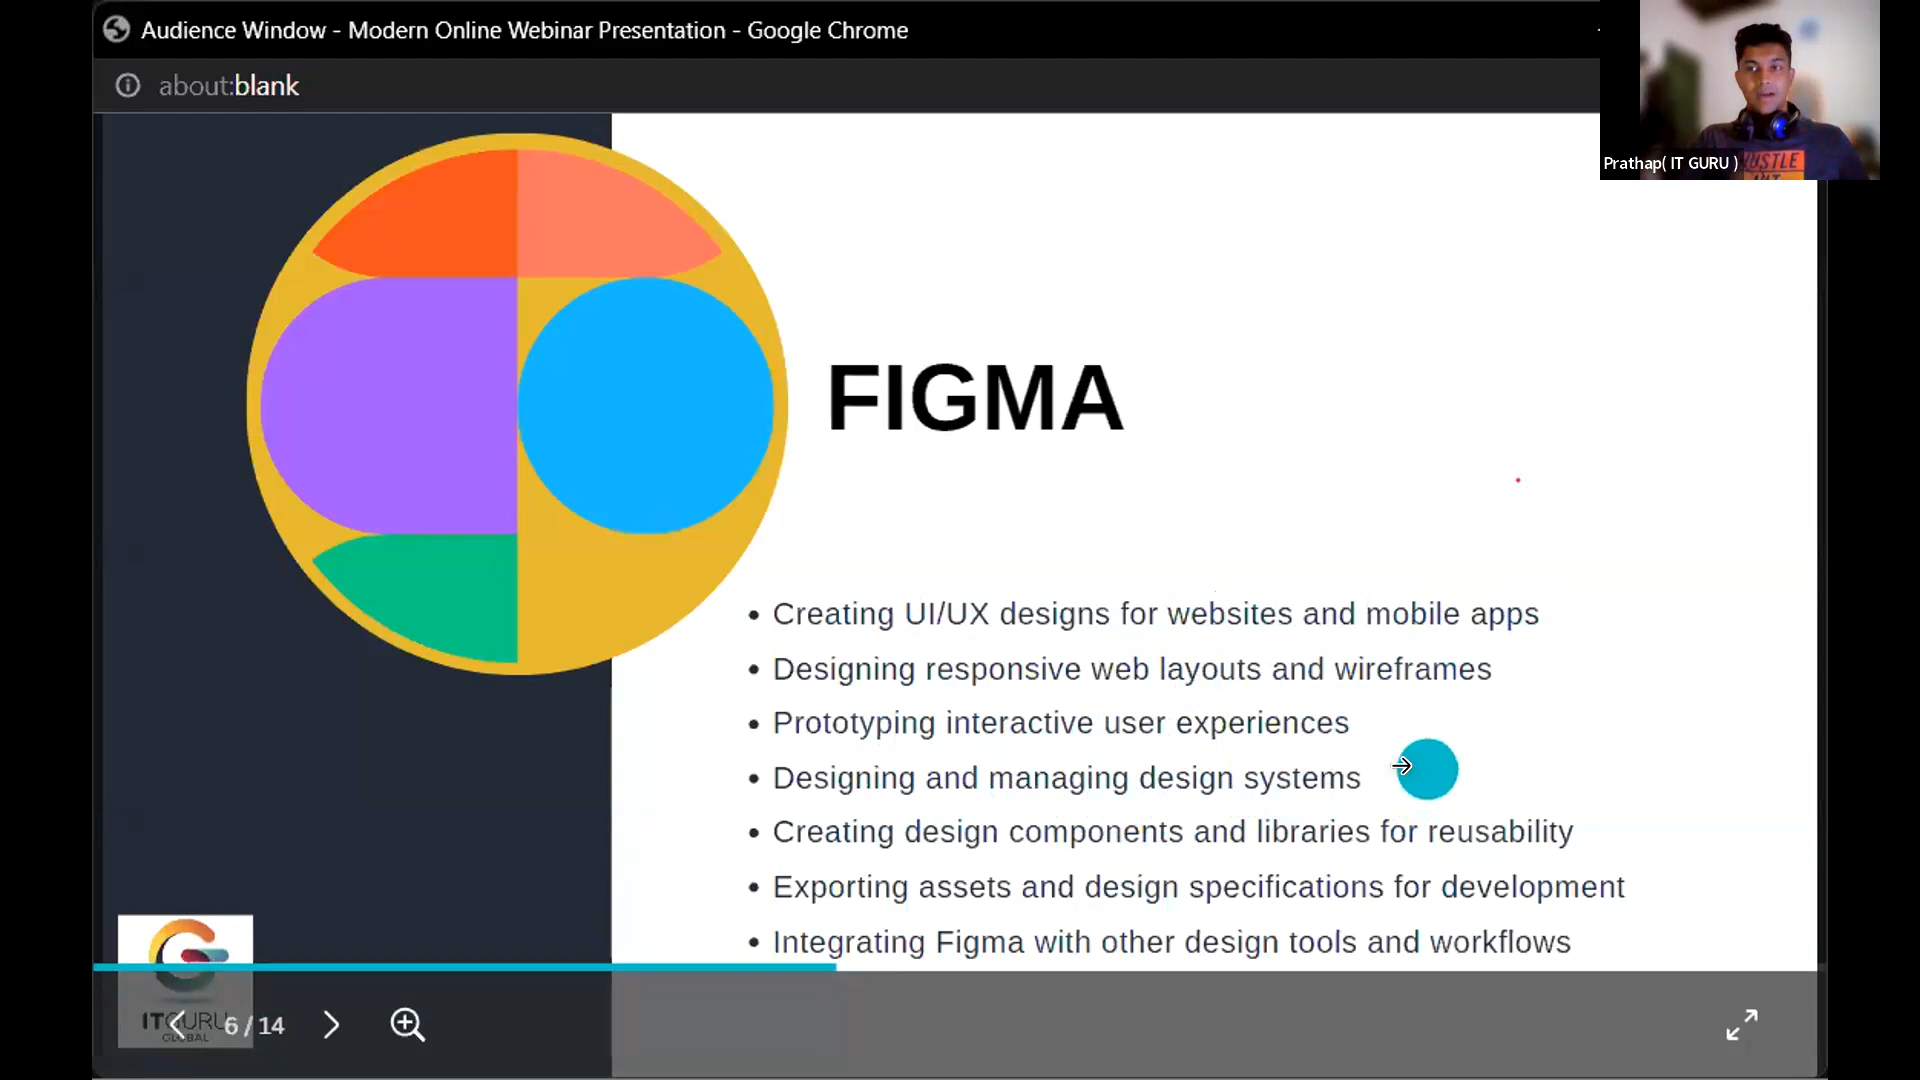 Audience Window - Modern Online Webinar Presentation - Google Chrome
about:blank
Prathap( IT GURU )
FIGMA
• Creating UI/UX designs for websites and mobile apps
• Designing responsive web layouts and wireframes
• Prototyping interactive user experiences
• Designing and managing design systems
• Creating design components and libraries for reusability
• Exporting assets and design specifications for development
• Integrating Figma with other design tools and workflows
ITGURU
GLOBAL
6 / 14